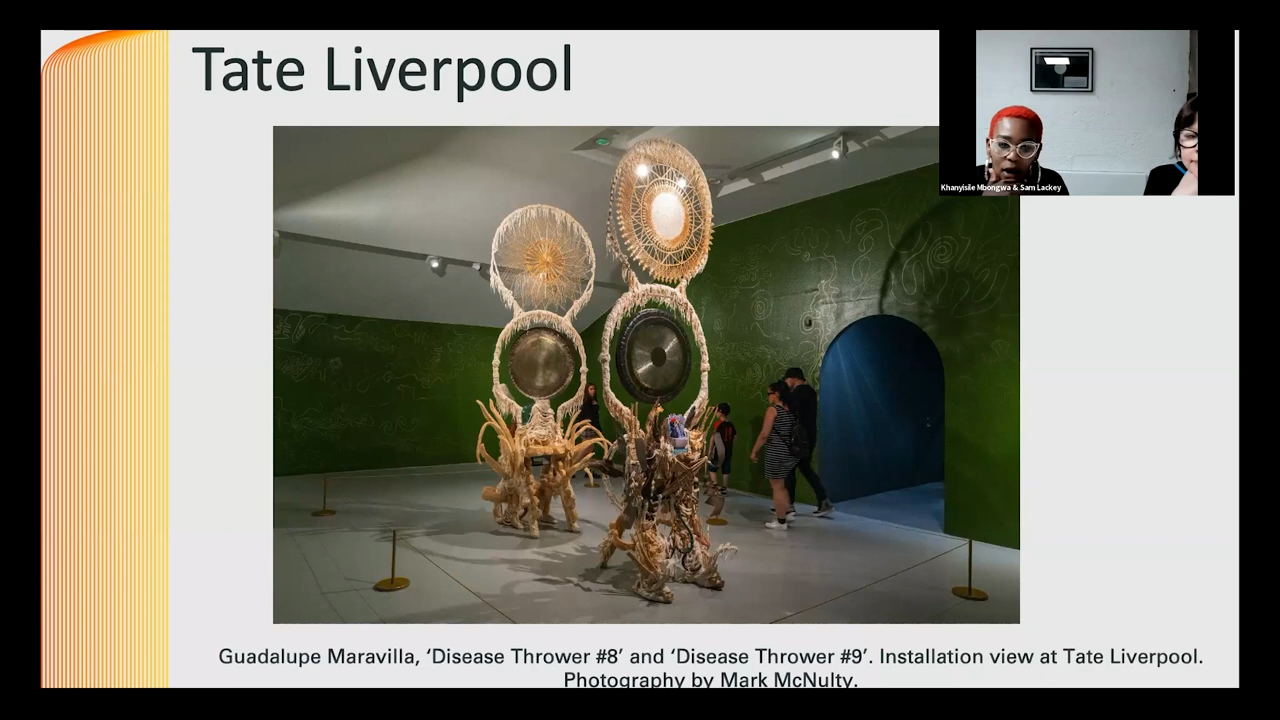 Tate Liverpool
Khanyisile Mbongwa & Sam Lackey
Guadalupe Maravilla, ‘Disease Thrower #8’ and ‘Disease Thrower #9’. Installation view at Tate Liverpool.
Photography by Mark McNulty.